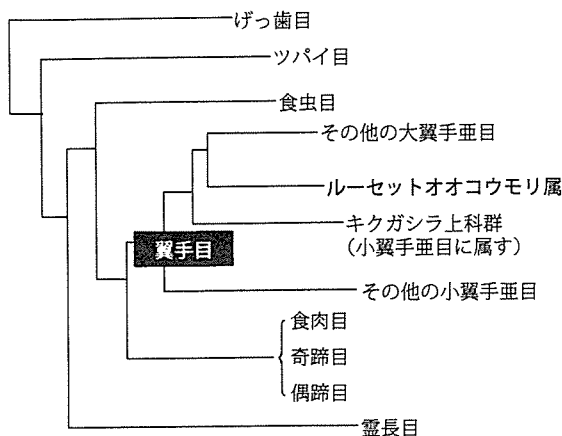 げっ歯目
ツパイ目
食虫目
その他の大翼手亜目
ルーセットオオコウモリ属
キクガシラ上科群
（小翼手亜目に属す）
翼手目
その他の小翼手亜目
食肉目
奇蹄目
偶蹄目
霊長目